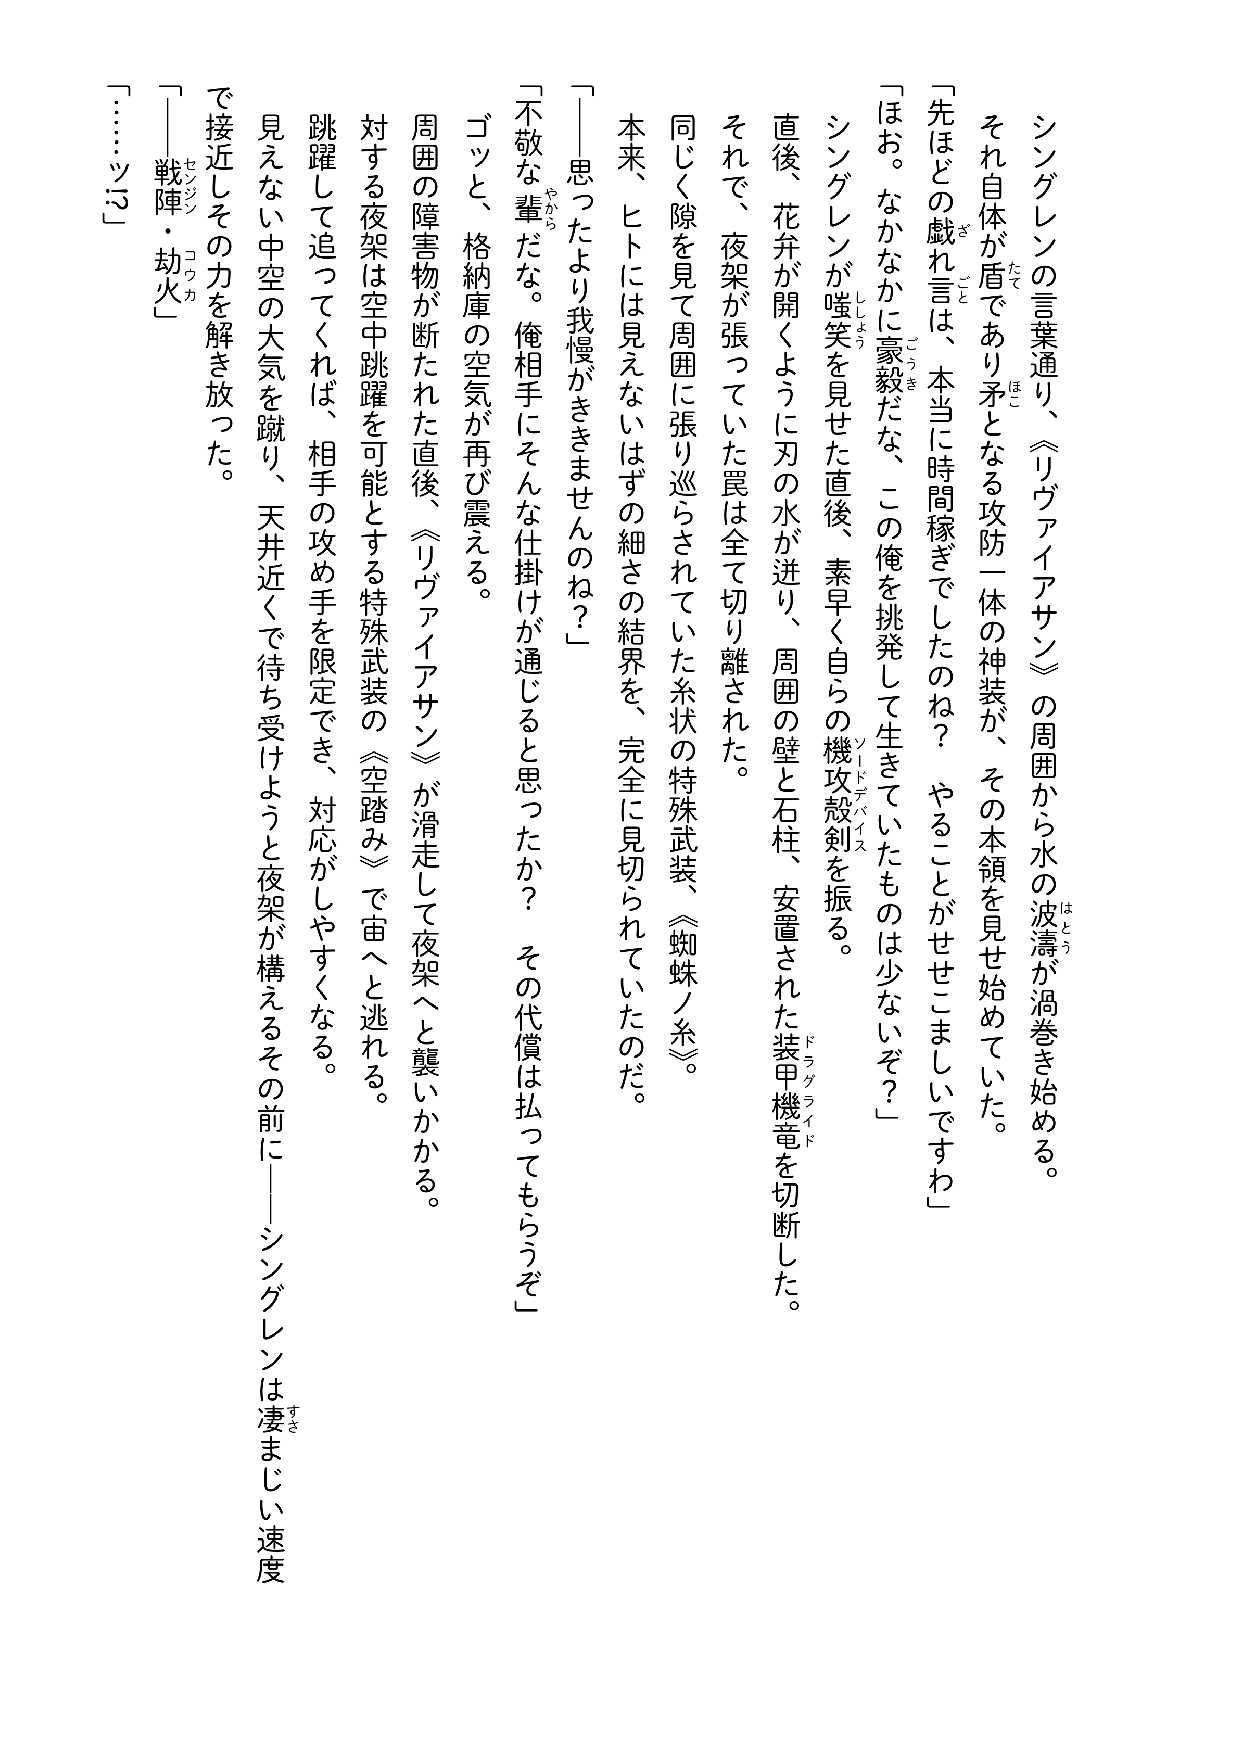 シングレンの言葉通り、《リヴァイアサン》の周囲から水の波濤が渦巻き始める。
　それ自体が盾であり矛となる攻防一体の神装が、その本領を見せ始めていた。
「先ほどの戯れ言は、本当に時間稼ぎでしたのね？　やることがせせこましいですわ」
「ほお。なかなかに豪毅だな、この俺を挑発して生きていたものは少ないぞ？」
　シングレンが嗤笑を見せた直後、素早く自らの機攻殻剣を振る。
　直後、花弁が開くように刃の水が迸り、周囲の壁と石柱、安置された装甲機竜を切断した。
　それで、夜架が張っていた罠は全て切り離された。
　同じく隙を見て周囲に張り巡らされていた糸状の特殊武装、《蜘蛛ノ糸》。
　本来、ヒトには見えないはずの細さの結界を、完全に見切られていたのだ。
「――思ったより我慢がききませんのね？」
「不敬な輩だな。俺相手にそんな仕掛けが通じると思ったか？　その代償は払ってもらうぞ」
　ゴッと、格納庫の空気が再び震える。
　周囲の障害物が断たれた直後、《リヴァイアサン》が滑走して夜架へと襲いかかる。
　対する夜架は空中跳躍を可能とする特殊武装の《空踏み》で宙へと逃れる。
　跳躍して追ってくれば、相手の攻め手を限定でき、対応がしやすくなる。
　見えない中空の大気を蹴り、天井近くで待ち受けようと夜架が構えるその前に――シングレンは凄まじい速度
で接近しその力を解き放った。
「――戦陣・劫火」
「……ッ!?」